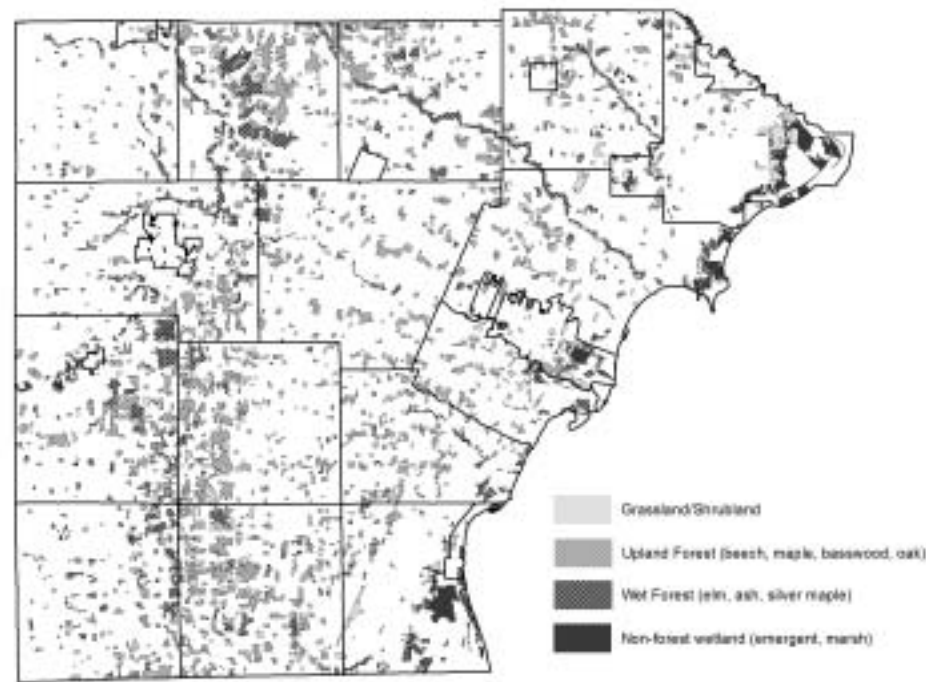 Grassland/Shrubland
Upland Forest (beech, maple, basswood, oak)
Wet Forest (elm, ash, silver maple)
Non-forest wetland (emergent, marsh)